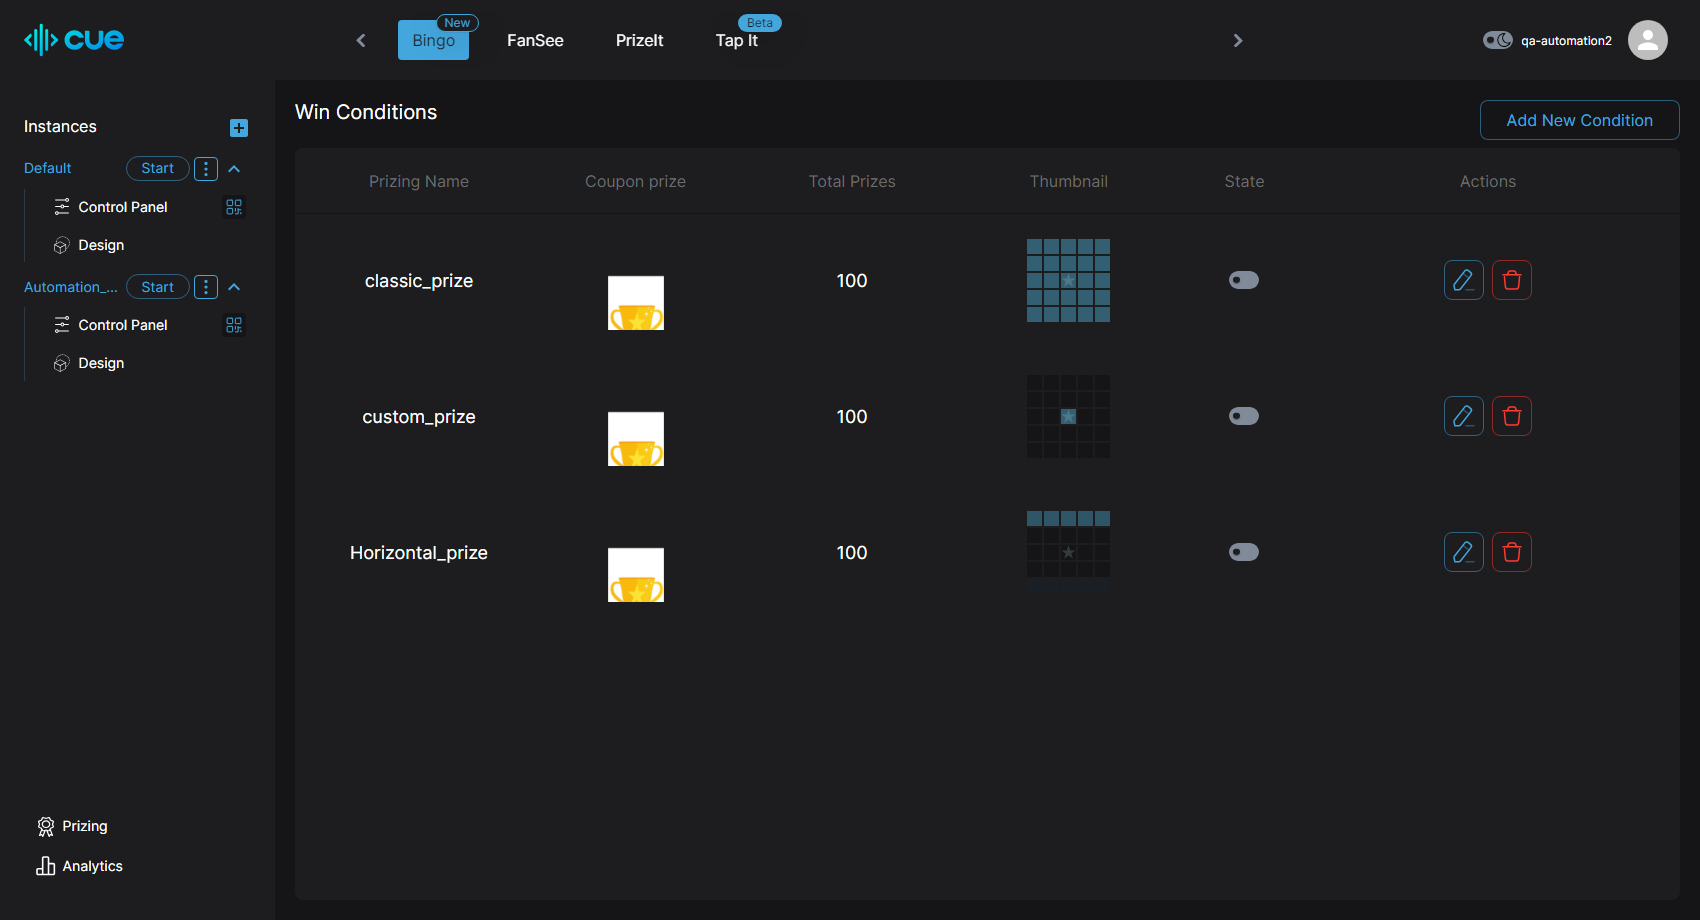 cue
Bingo
New
FanSee
PrizeIt
Tap It
Beta
qa-automation2
Instances
Default
Start
Control Panel
Design
Automation_...
Start
Control Panel
Design
Prizing
Analytics
Win Conditions
Add New Condition
Prizing Name Coupon prize Total Prizes Thumbnail State Actions
classic_prize 100
custom_prize 100
Horizontal_prize 100